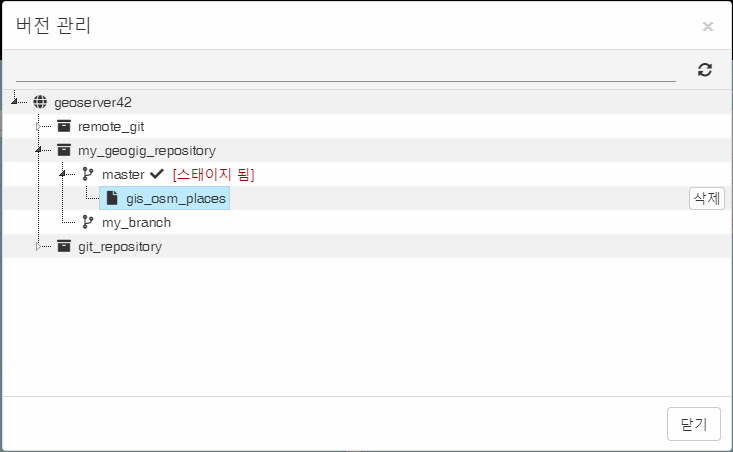 버전 관리 ×
geoserver42
remote_git
my_geogig_repository
master [스태이지 됨]
gis_osm_places 삭제
my_branch
git_repository
닫기